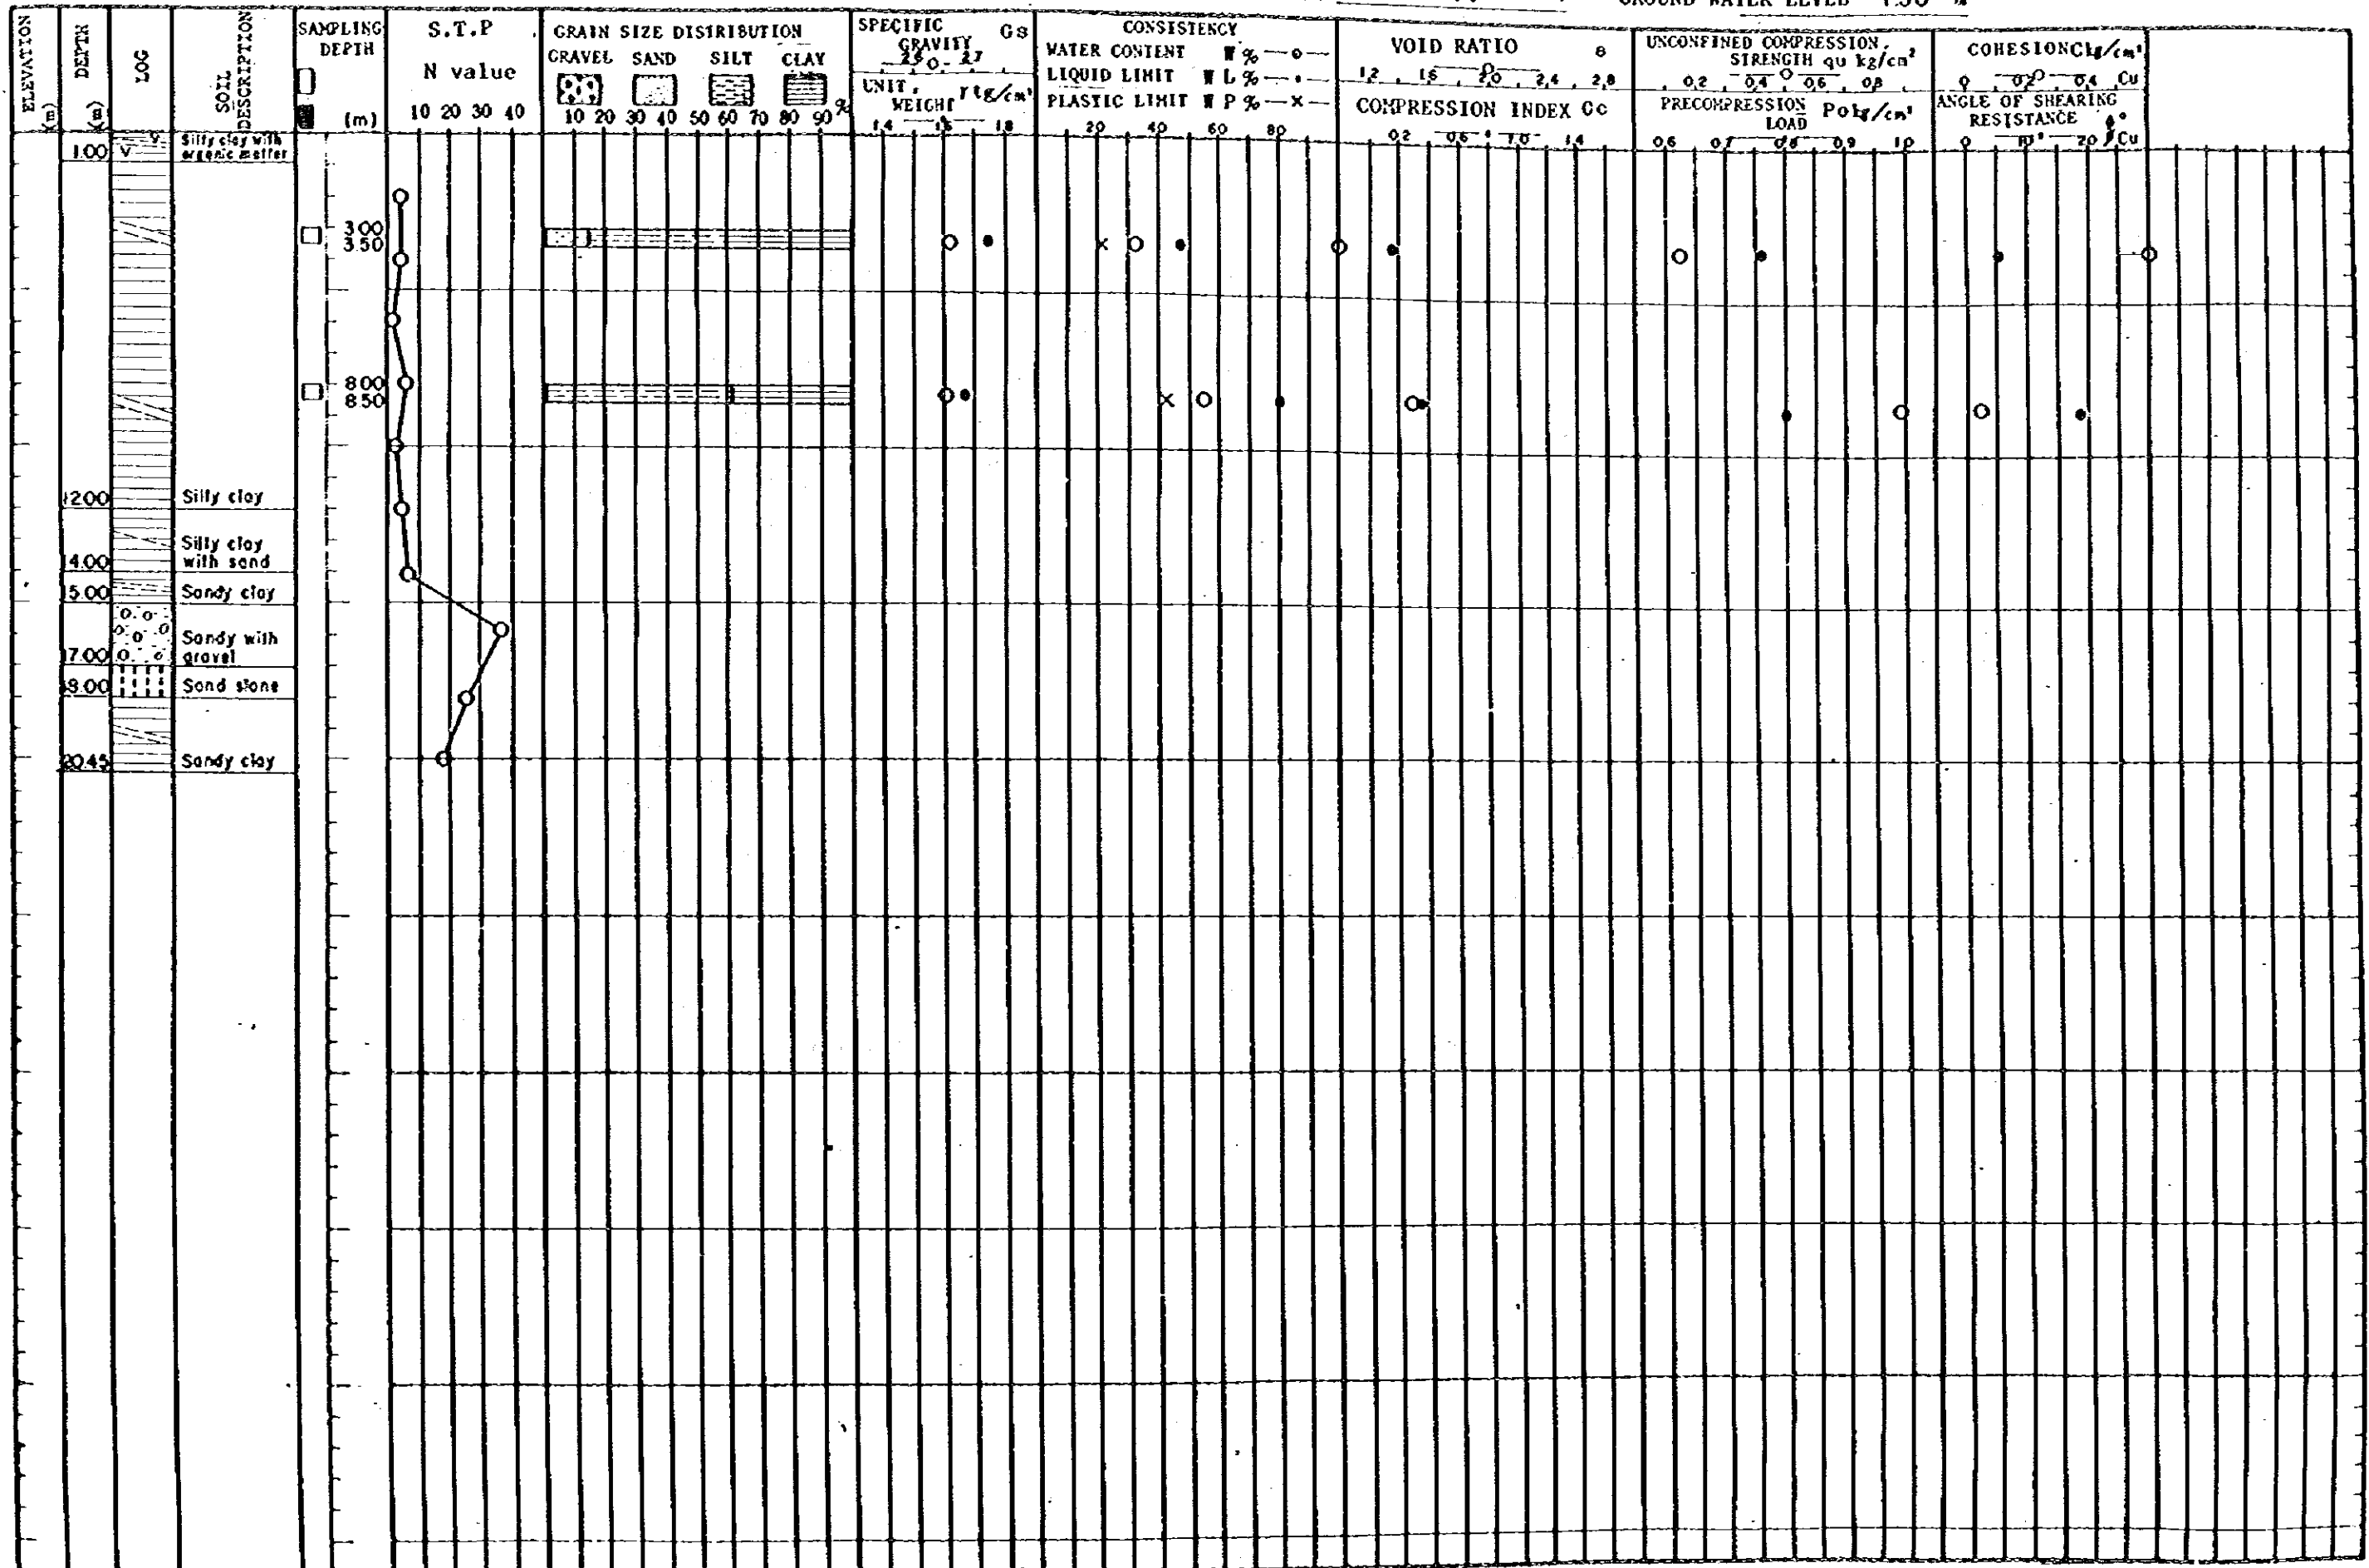 GROUND WATER LEVEL 1.50 m
ELEVATION (m)
DEPTH (m)
LOG
SOIL DESCRIPTION
SAMPLING DEPTH
(m)
S.T.P
N value
10 20 30 40
GRAIN SIZE DISTRIBUTION
GRAVEL SAND SILT CLAY
10 20 30 40 50 60 70 80 90 %
SPECIFIC GRAVITY Gs
2.6 2.7
UNIT WEIGHT
1.4 1.6 1.8
CONSISTENCY
WATER CONTENT W %
LIQUID LIMIT WL %
PLASTIC LIMIT WP %
20 40 60 80
VOID RATIO e
1.2 1.6 2.0 2.4 2.8
COMPRESSION INDEX Cc
0.2 0.6 1.0 1.4
UNCONFINED COMPRESSION
STRENGTH qu kg/cm²
0.2 0.4 0.6 0.8
PRECOMPRESSION LOAD Po kg/cm²
0.6 0.7 0.8 0.9 1.0
COHESION C kg/cm²
0 0.2 0.4 Cu
ANGLE OF SHEARING
RESISTANCE
0 10 20 Cu
1.00
Silty clay with
organic matter
3.00
3.50
8.00
8.50
12.00
Silty clay
Silty clay
14.00
with sand
15.00
Sandy clay
Sandy with
17.00
gravel
18.00
Sand stone
20.45
Sandy clay